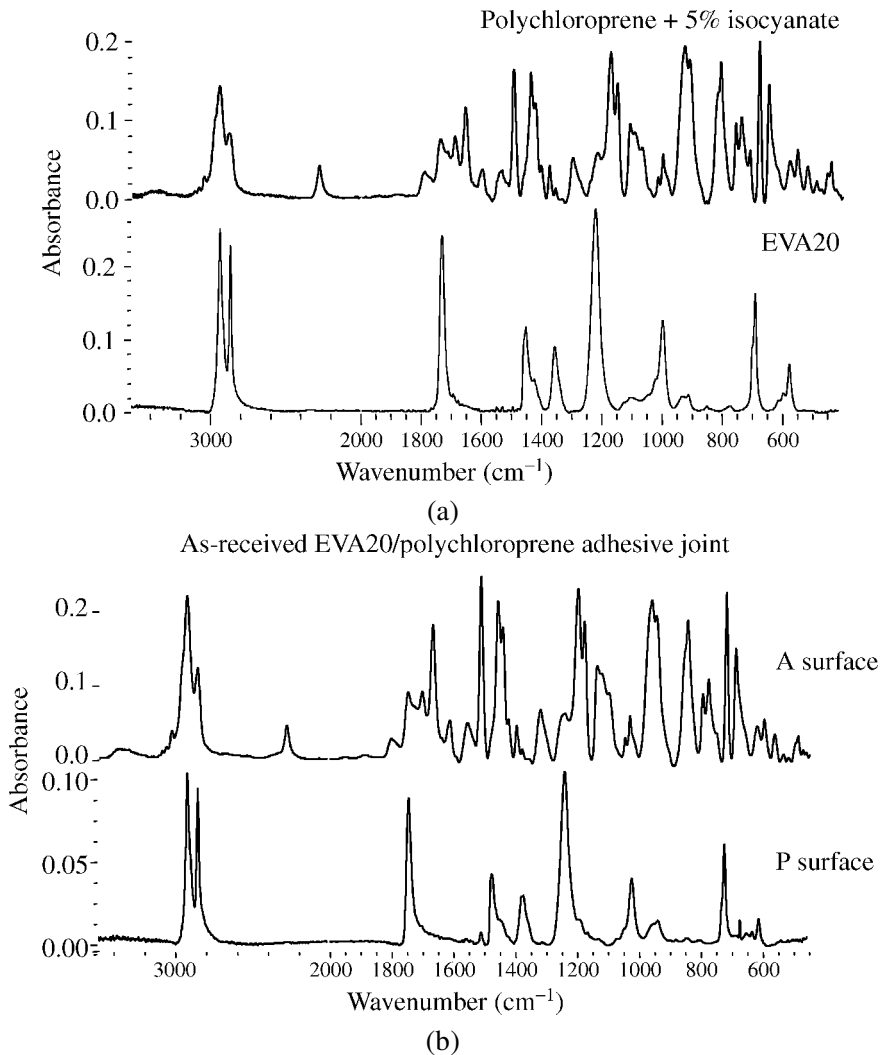 Polychloroprene + 5% isocyanate
0.2
0.1
0.0
Absorbance
EVA20
0.2
0.1
0.0
3000 2000 1800 1600 1400 1200 1000 800 600
Wavenumber (cm⁻¹)
(a)
As-received EVA20/polychloroprene adhesive joint
0.2
A surface
0.1
0.0
Absorbance
0.10
P surface
0.05
0.00
3000 2000 1800 1600 1400 1200 1000 800 600
Wavenumber (cm⁻¹)
(b)